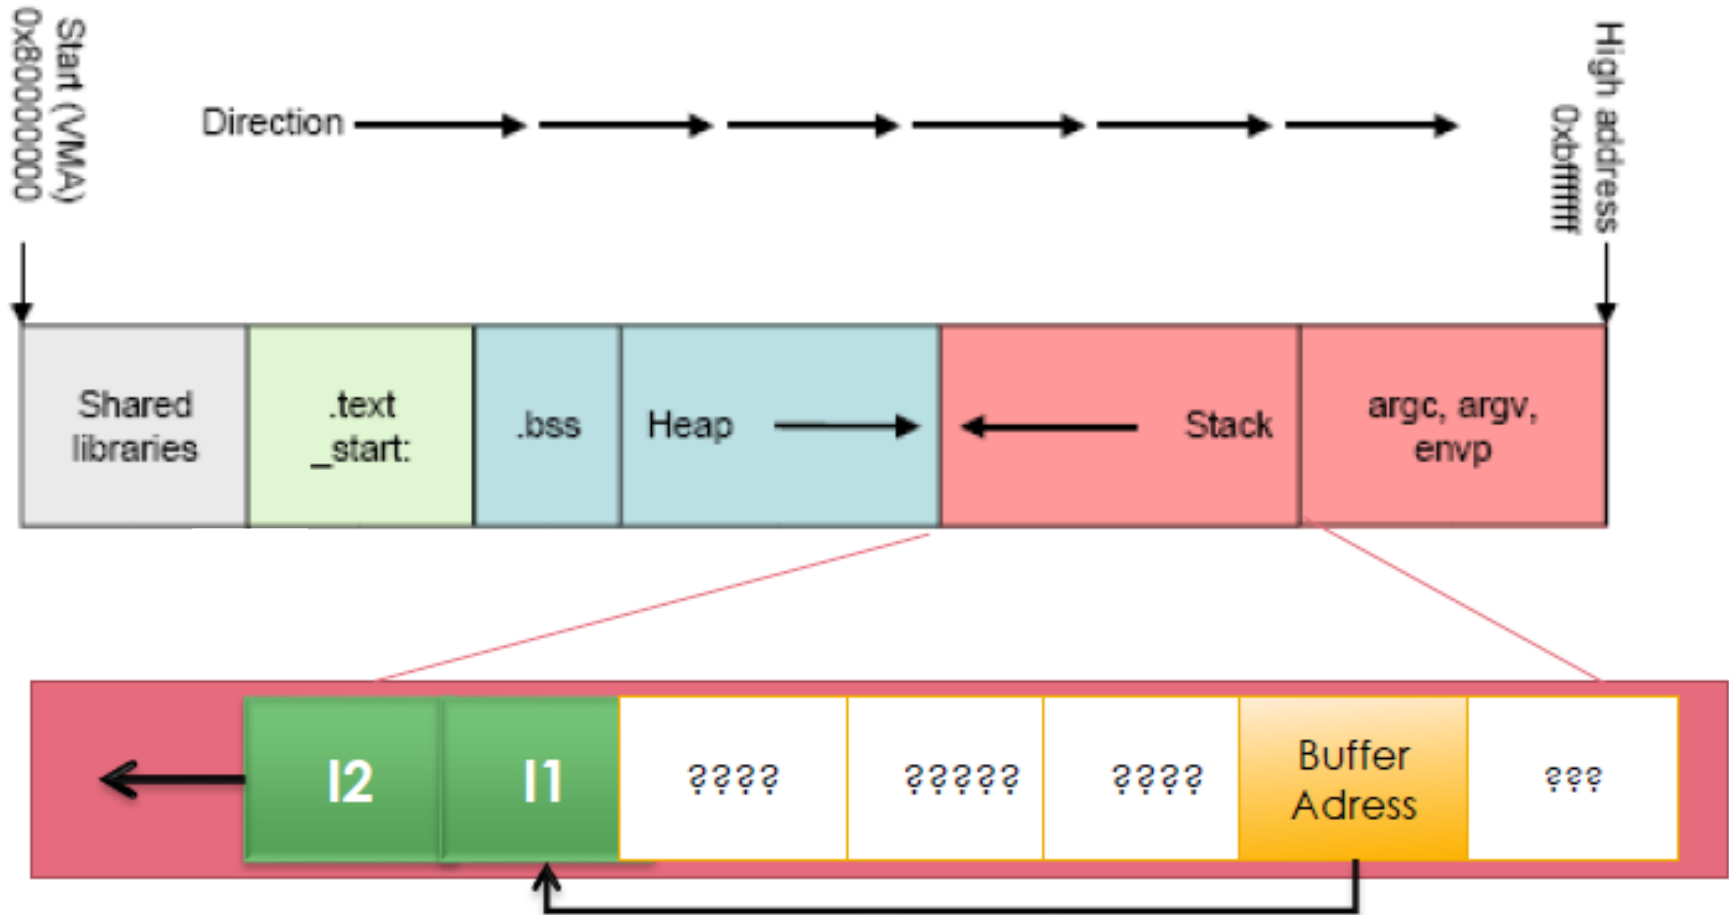 Start (VMA)
0x80000000
Direction
High address
0xbfffffff
Shared
libraries
.text
_start:
.bss
Heap
Stack
argc, argv,
envp
I2
I1
؟؟؟؟
؟؟؟؟؟
؟؟؟؟
Buffer
Adress
؟؟؟